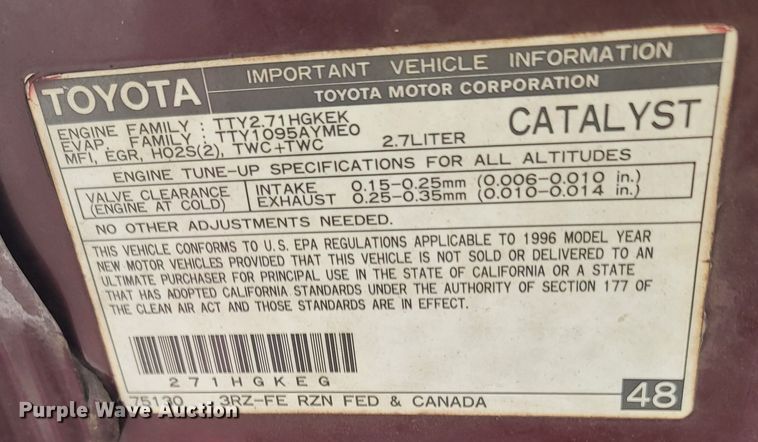 TOYOTA
IMPORTANT VEHICLE INFORMATION
TOYOTA MOTOR CORPORATION
ENGINE FAMILY : TTY2.71HGKEK
EVAP. FAMILY : TTY1095AYMEO
MFI, EGR, HO2S(2), TWC+TWC 2.7LITER
CATALYST
ENGINE TUNE-UP SPECIFICATIONS FOR ALL ALTITUDES
VALVE CLEARANCE
(ENGINE AT COLD)
INTAKE 0.15-0.25mm (0.006-0.010 in.)
EXHAUST 0.25-0.35mm (0.010-0.014 in.)
NO OTHER ADJUSTMENTS NEEDED.
THIS VEHICLE CONFORMS TO U.S. EPA REGULATIONS APPLICABLE TO 1996 MODEL YEAR
NEW MOTOR VEHICLES PROVIDED THAT THIS VEHICLE IS NOT SOLD OR DELIVERED TO AN
ULTIMATE PURCHASER FOR PRINCIPAL USE IN THE STATE OF CALIFORNIA OR A STATE
THAT HAS ADOPTED CALIFORNIA STANDARDS UNDER THE AUTHORITY OF SECTION 177 OF
THE CLEAN AIR ACT AND THOSE STANDARDS ARE IN EFFECT.
271HGKEG
75130 3RZ-FE RZN FED & CANADA
48
Purple Wave Auction